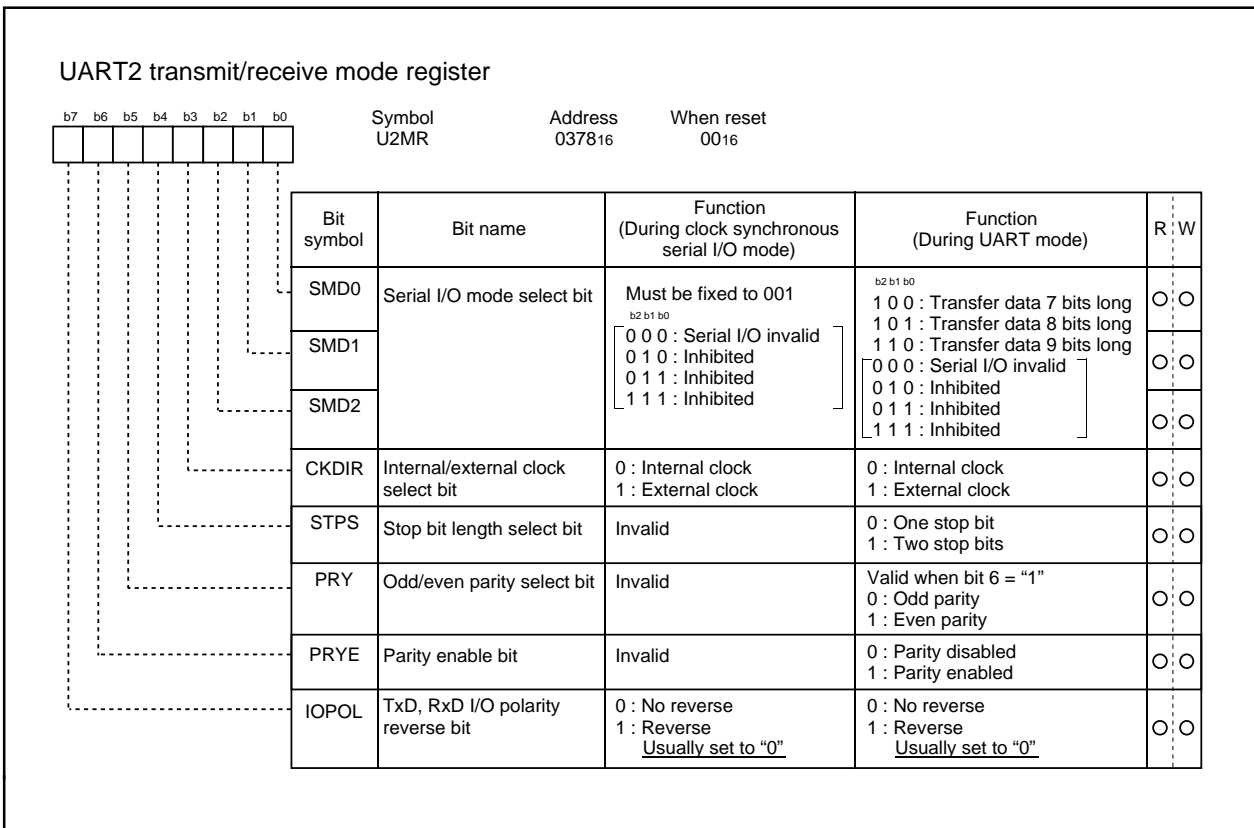 UART2 transmit/receive mode register
b7 b6 b5 b4 b3 b2 b1 b0
Symbol Address When reset
U2MR 037816 0016
Bit symbol Bit name Function (During clock synchronous serial I/O mode) Function (During UART mode) R W
SMD0 Serial I/O mode select bit
SMD1
SMD2
Must be fixed to 001
b2 b1 b0
0 0 0 : Serial I/O invalid
0 1 0 : Inhibited
0 1 1 : Inhibited
1 1 1 : Inhibited
b2 b1 b0
1 0 0 : Transfer data 7 bits long
1 0 1 : Transfer data 8 bits long
1 1 0 : Transfer data 9 bits long
0 0 0 : Serial I/O invalid
0 1 0 : Inhibited
0 1 1 : Inhibited
1 1 1 : Inhibited
CKDIR Internal/external clock select bit
0 : Internal clock
1 : External clock
0 : Internal clock
1 : External clock
STPS Stop bit length select bit Invalid
0 : One stop bit
1 : Two stop bits
PRY Odd/even parity select bit Invalid
Valid when bit 6 = “1”
0 : Odd parity
1 : Even parity
PRYE Parity enable bit Invalid
0 : Parity disabled
1 : Parity enabled
IOPOL TxD, RxD I/O polarity reverse bit
0 : No reverse
1 : Reverse
Usually set to “0”
0 : No reverse
1 : Reverse
Usually set to “0”